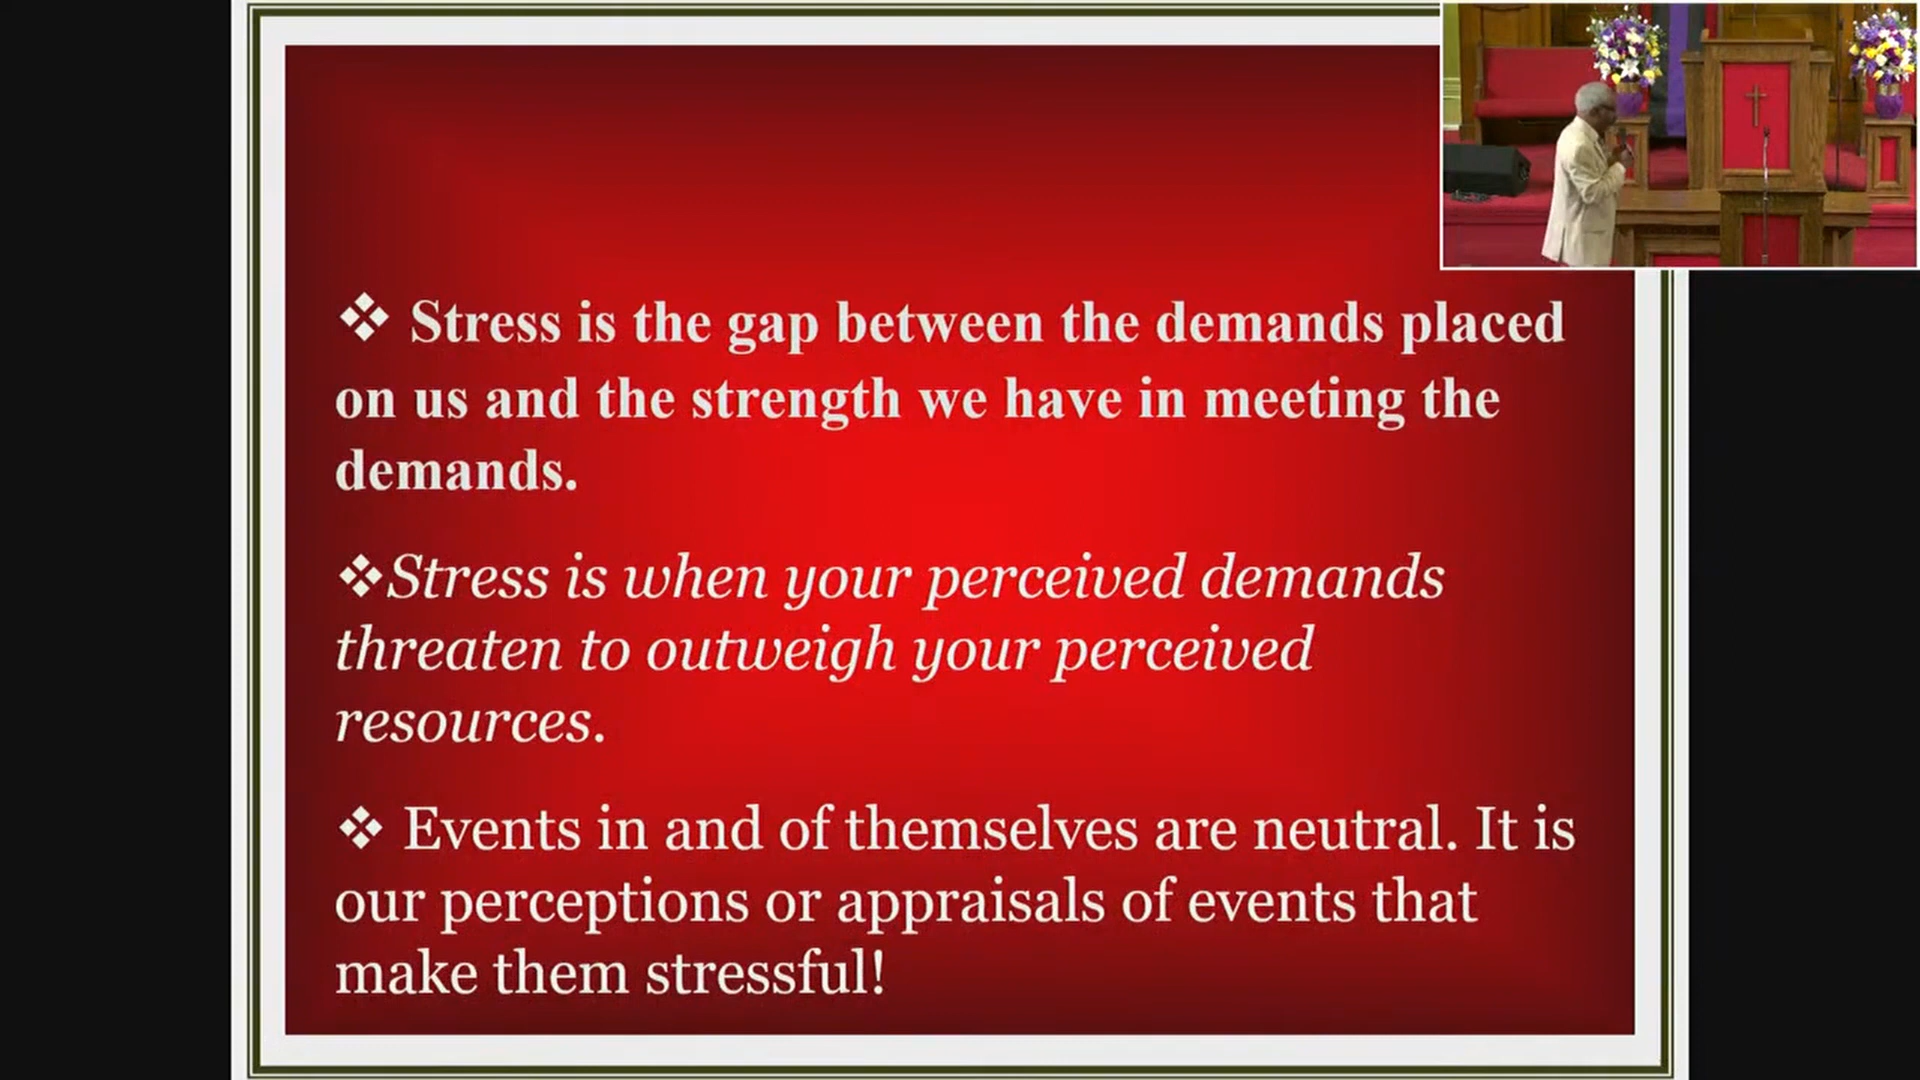 ❖ Stress is the gap between the demands placed
on us and the strength we have in meeting the
demands.
❖Stress is when your perceived demands
threaten to outweigh your perceived
resources.
❖ Events in and of themselves are neutral. It is
our perceptions or appraisals of events that
make them stressful!